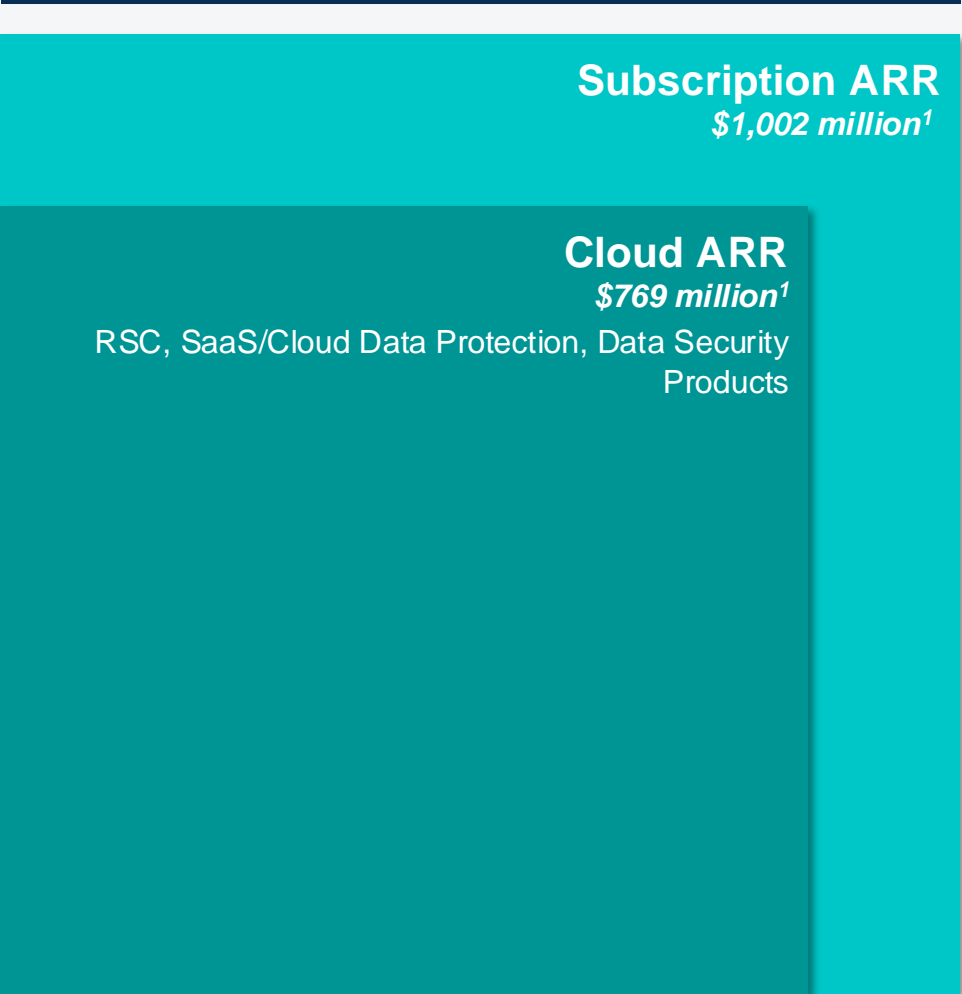 Subscription ARR
$1,002 million¹
Cloud ARR
$769 million¹
RSC, SaaS/Cloud Data Protection, Data Security
Products